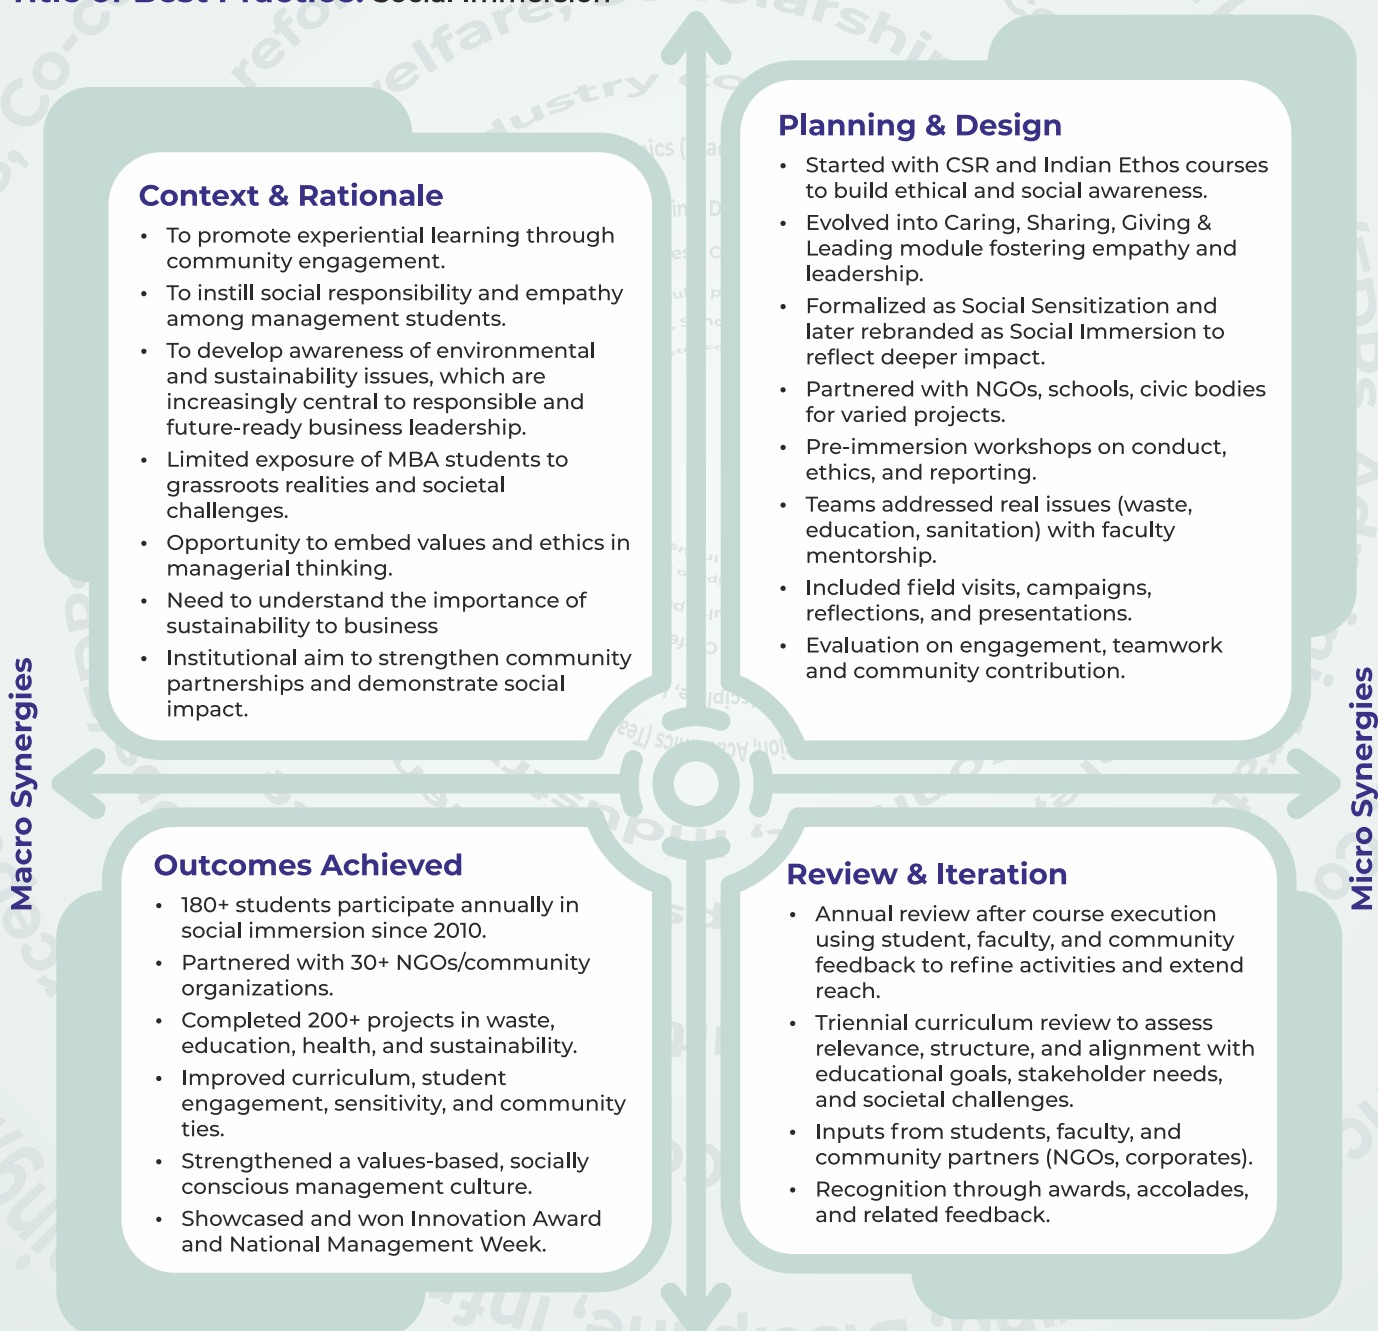 Title of Best Practice: Social Immersion
Context & Rationale
• To promote experiential learning through
community engagement.
• To instill social responsibility and empathy
among management students.
• To develop awareness of environmental
and sustainability issues, which are
increasingly central to responsible and
future-ready business leadership.
• Limited exposure of MBA students to
grassroots realities and societal
challenges.
• Opportunity to embed values and ethics in
managerial thinking.
• Need to understand the importance of
sustainability to business
• Institutional aim to strengthen community
partnerships and demonstrate social
impact.
Planning & Design
• Started with CSR and Indian Ethos courses
to build ethical and social awareness.
• Evolved into Caring, Sharing, Giving &
Leading module fostering empathy and
leadership.
• Formalized as Social Sensitization and
later rebranded as Social Immersion to
reflect deeper impact.
• Partnered with NGOs, schools, civic bodies
for varied projects.
• Pre-immersion workshops on conduct,
ethics, and reporting.
• Teams addressed real issues (waste,
education, sanitation) with faculty
mentorship.
• Included field visits, campaigns,
reflections, and presentations.
• Evaluation on engagement, teamwork
and community contribution.
Macro Synergies
Micro Synergies
Outcomes Achieved
• 180+ students participate annually in
social immersion since 2010.
• Partnered with 30+ NGOs/community
organizations.
• Completed 200+ projects in waste,
education, health, and sustainability.
• Improved curriculum, student
engagement, sensitivity, and community
ties.
• Strengthened a values-based, socially
conscious management culture.
• Showcased and won Innovation Award
and National Management Week.
Review & Iteration
• Annual review after course execution
using student, faculty, and community
feedback to refine activities and extend
reach.
• Triennial curriculum review to assess
relevance, structure, and alignment with
educational goals, stakeholder needs,
and societal challenges.
• Inputs from students, faculty, and
community partners (NGOs, corporates).
• Recognition through awards, accolades,
and related feedback.